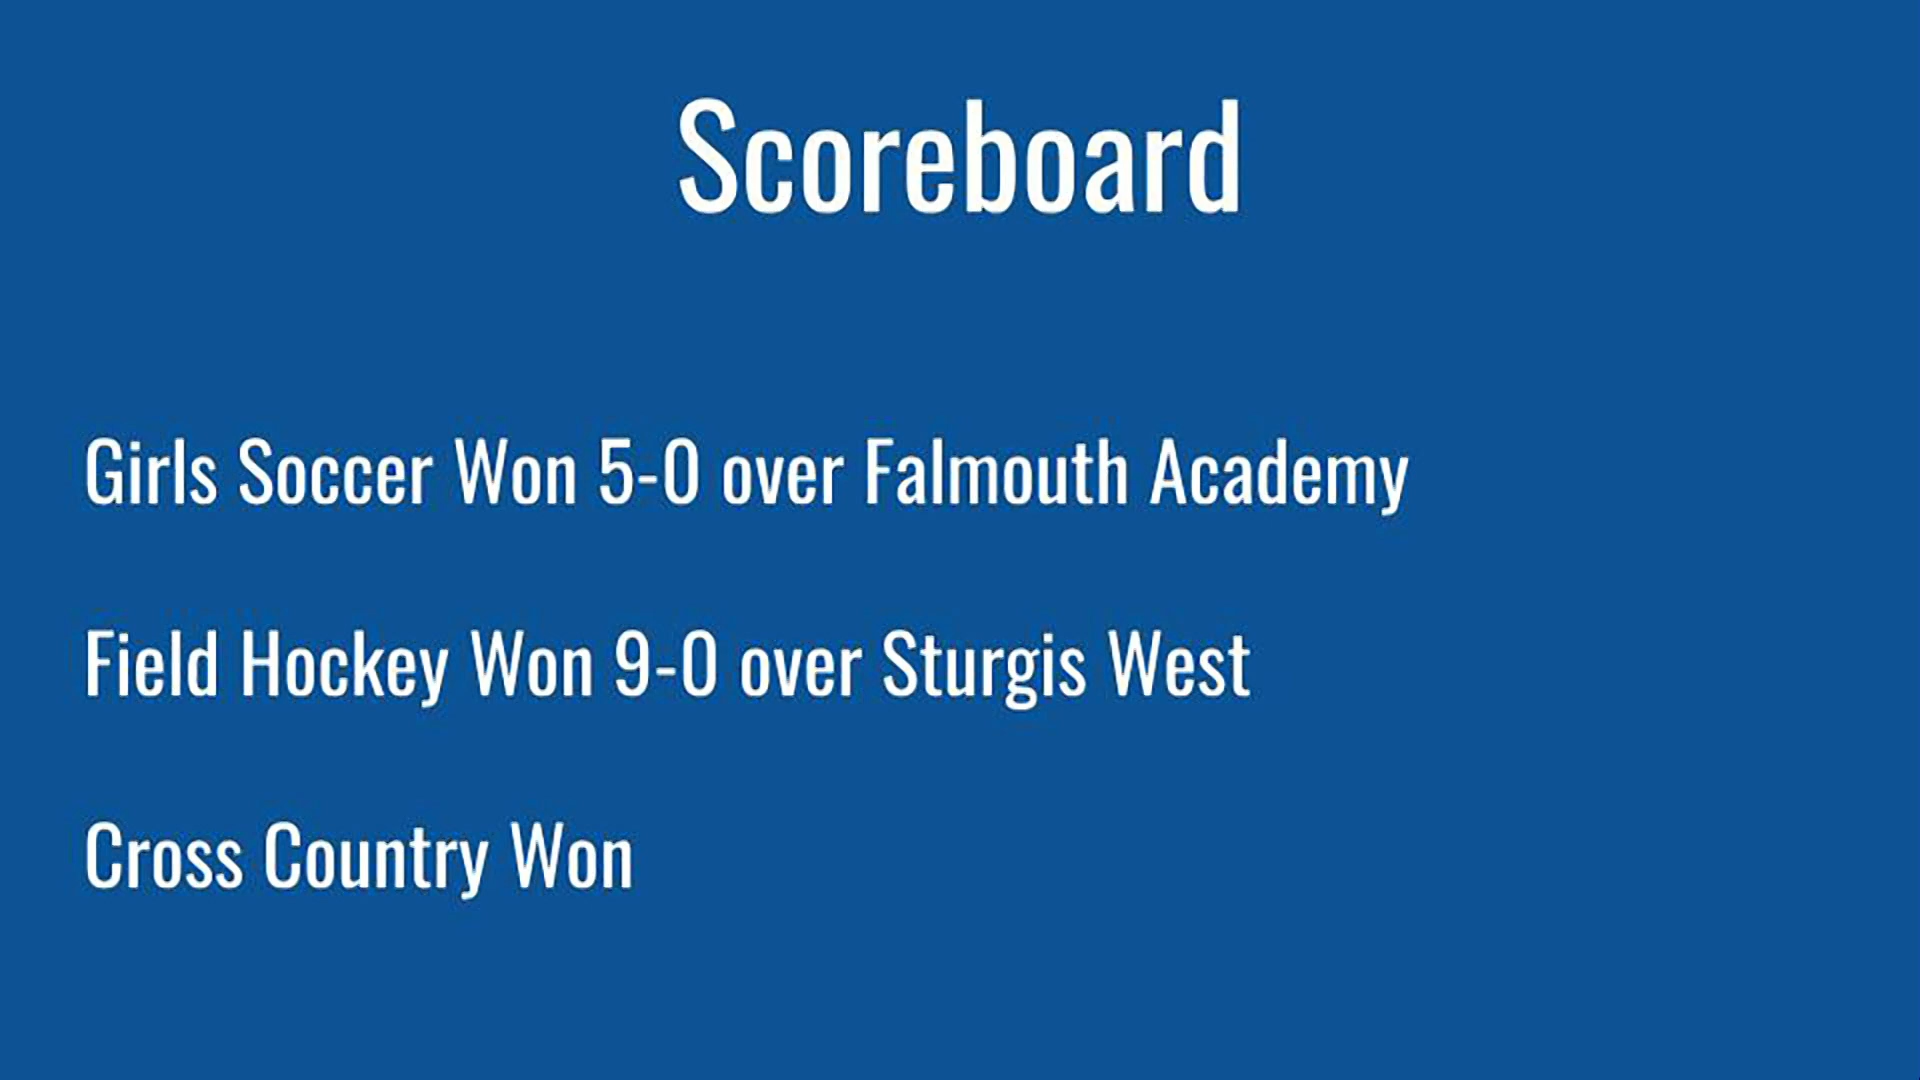 Scoreboard
Girls Soccer Won 5-0 over Falmouth Academy
Field Hockey Won 9-0 over Sturgis West
Cross Country Won